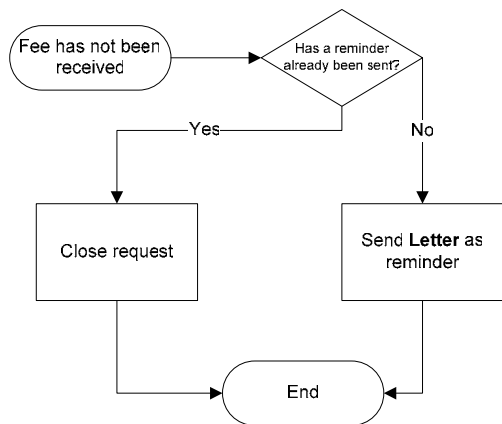 Fee has not been
received
Has a reminder
already been sent?
Yes
No
Close request
Send Letter as
reminder
End